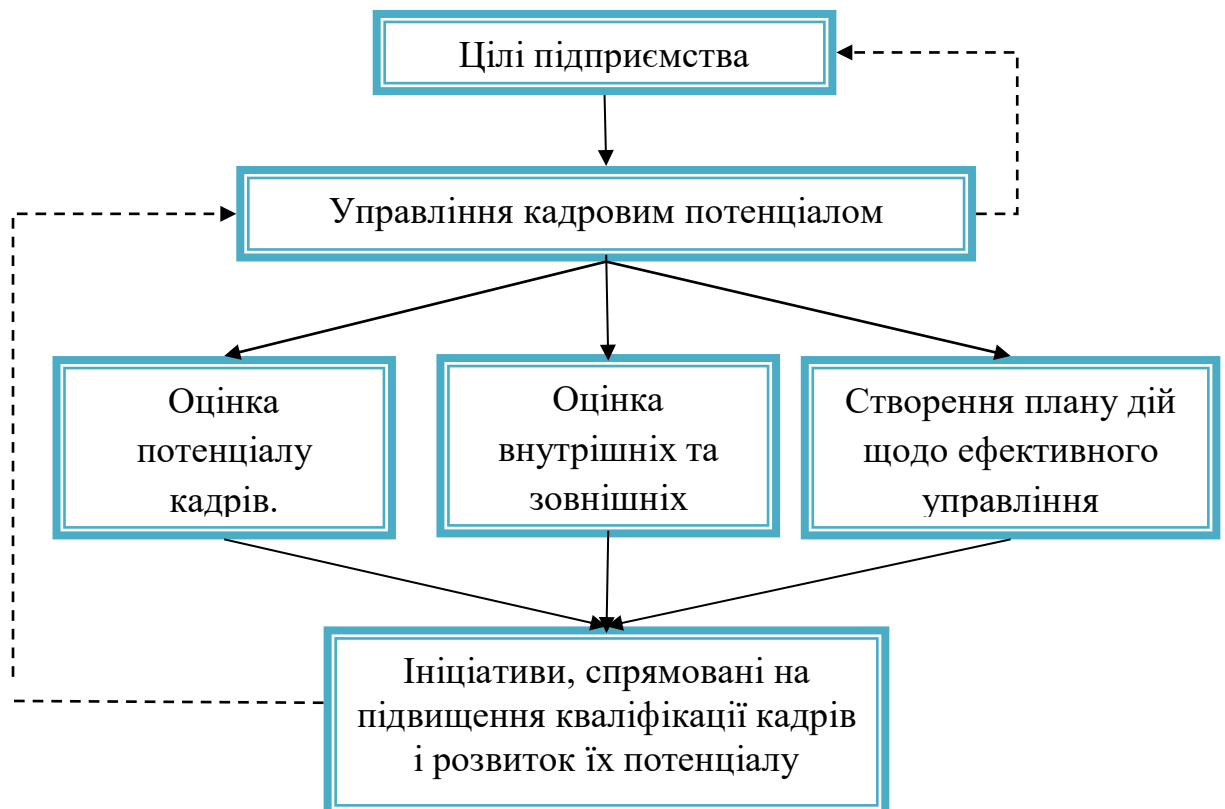 Цілі підприємства
Управління кадровим потенціалом
Оцінка
потенціалу
кадрів.
Оцінка
внутрішніх та
зовнішніх
Створення плану дій
щодо ефективного
управління
Ініціативи, спрямовані на
підвищення кваліфікації кадрів
і розвиток їх потенціалу